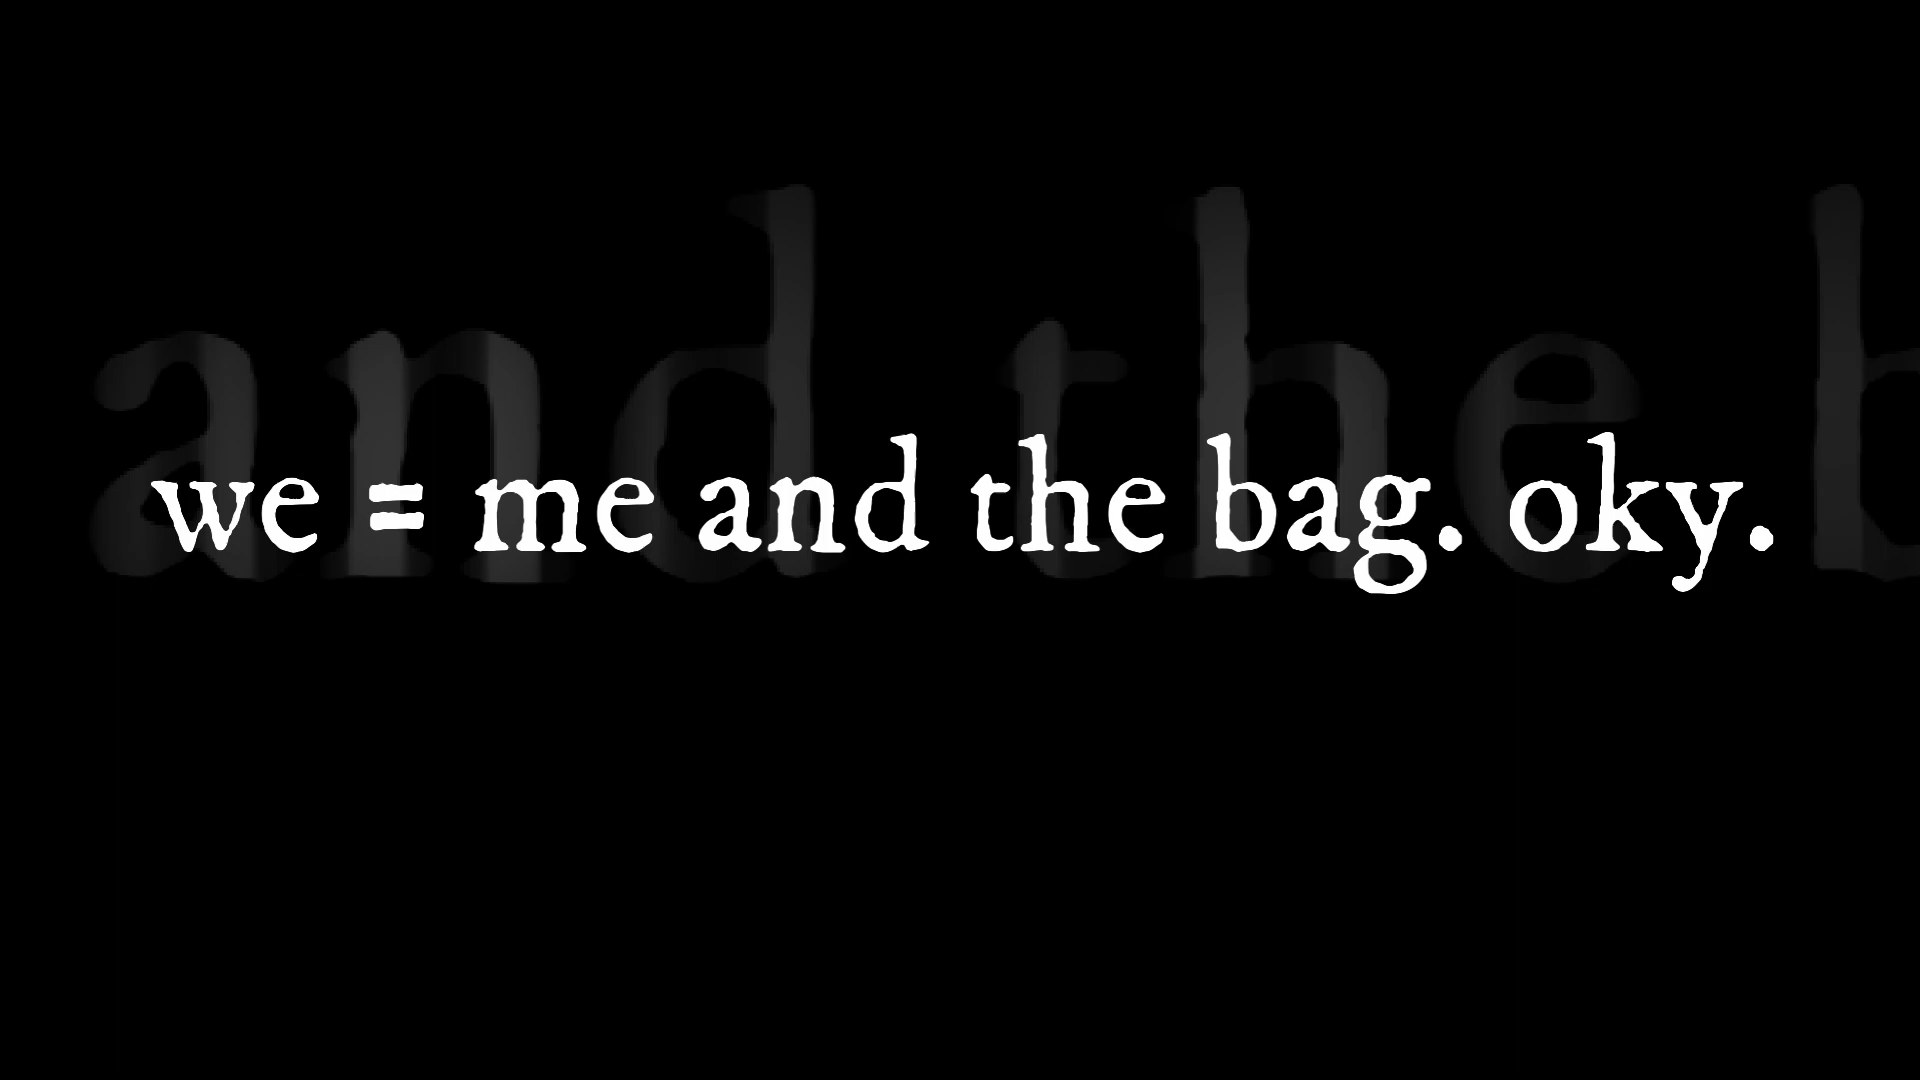 and the b
we = me and the bag. oky.